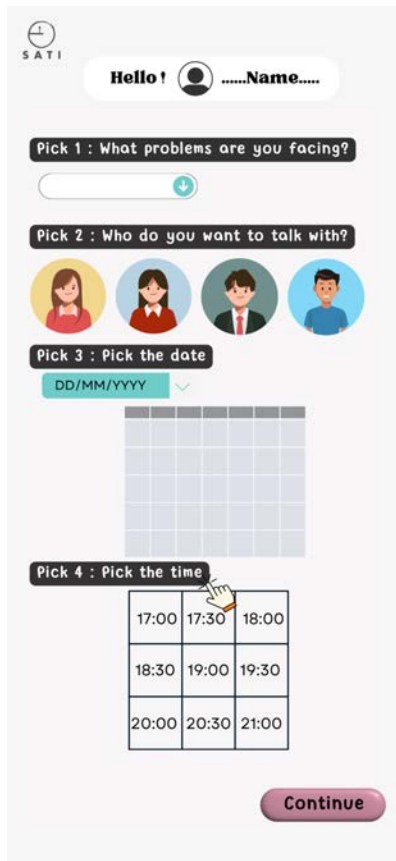 SATI
Hello ! ......Name.....
Pick 1 : What problems are you facing?
Pick 2 : Who do you want to talk with?
Pick 3 : Pick the date
DD/MM/YYYY
Pick 4 : Pick the time
17:00 17:30 18:00
18:30 19:00 19:30
20:00 20:30 21:00
Continue